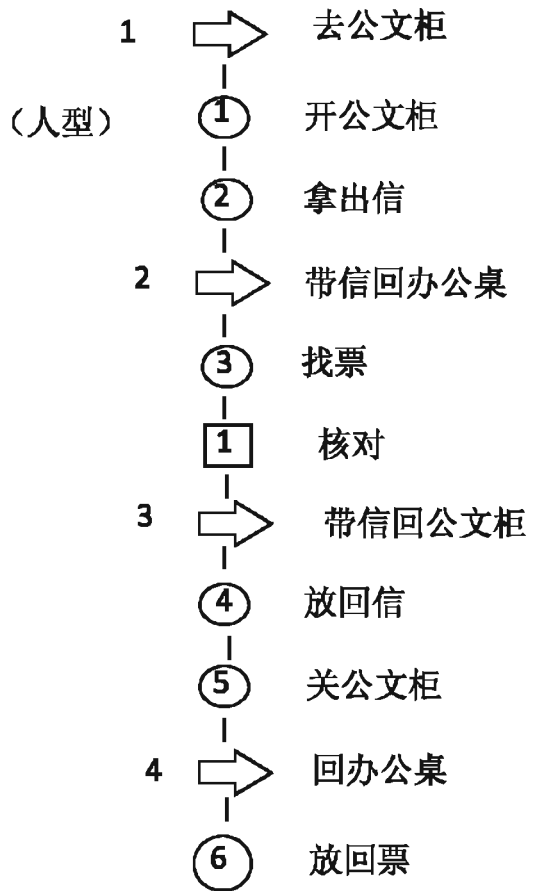 1 去公文柜
（人型） 1 开公文柜
2 拿出信
2 带信回办公桌
3 找票
1 核对
3 带信回公文柜
4 放回信
5 关公文柜
4 回办公桌
6 放回票